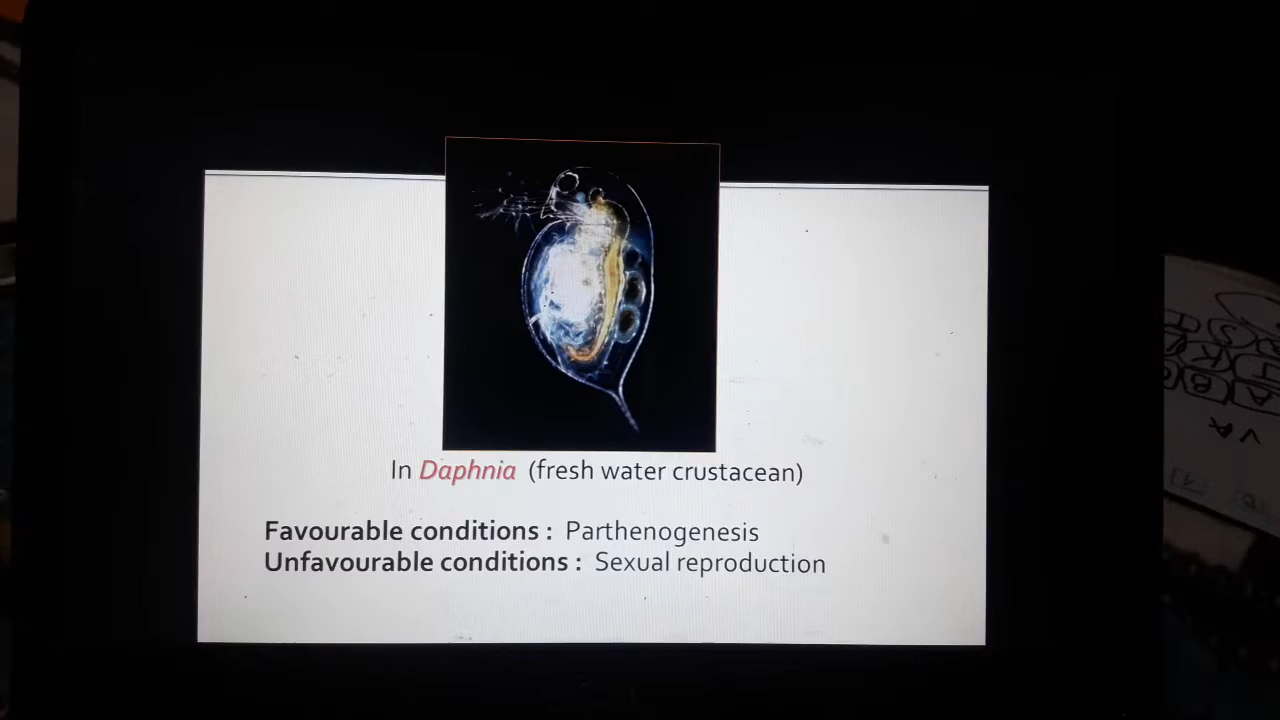 In Daphnia (fresh water crustacean)
Favourable conditions : Parthenogenesis
Unfavourable conditions : Sexual reproduction